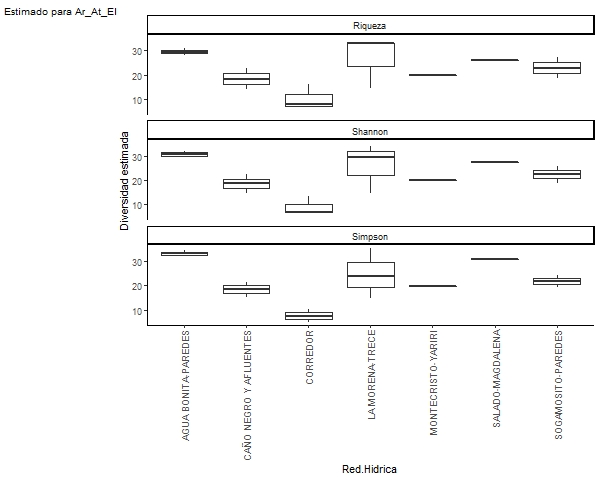 Estimado para Ar_At_El
Riqueza
30
20
10
Shannon
30
20
10
Simpson
30
20
10
Diversidad estimada
AGUA BONITA-PAREDES
CAÑO NEGRO Y AFLUENTES
CORREDOR
LA MORENA-TRECE
MONTECRISTO-YARIRI
SALADO-MAGDALENA
SOGAMOSITO-PAREDES
Red.Hidrica